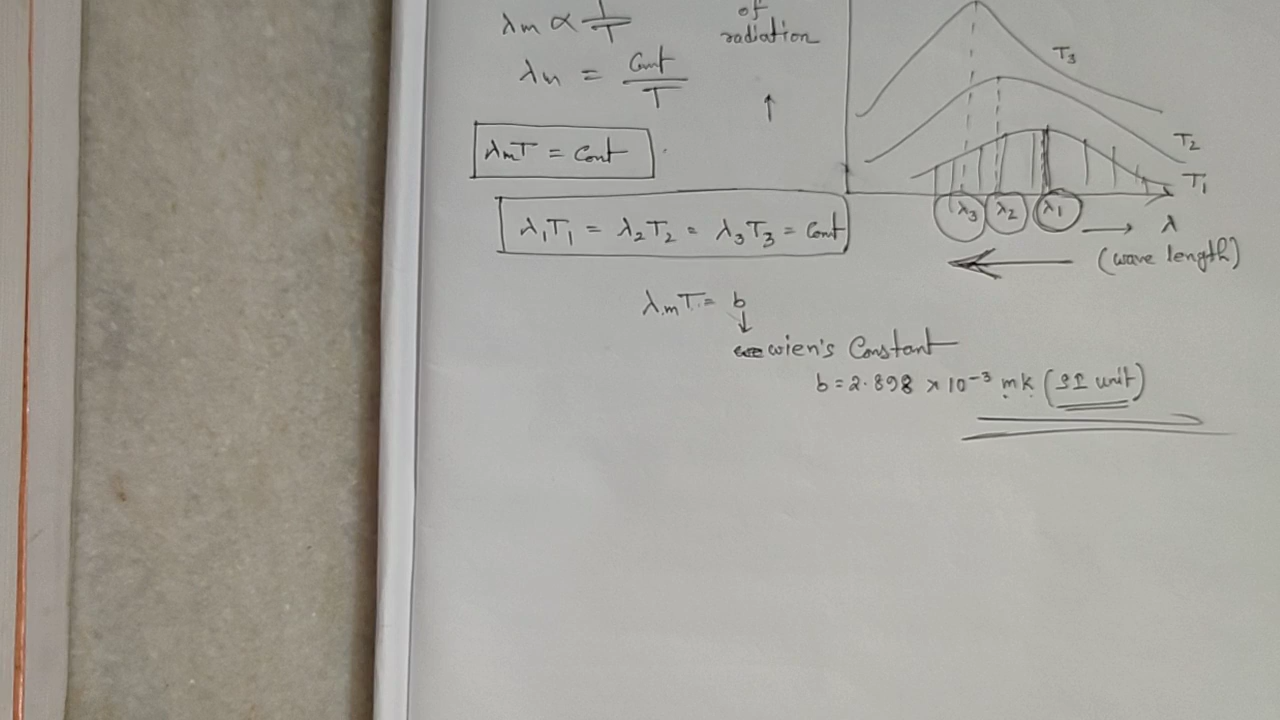 λm ∝ 1/T
of
radiation
λm = Cont/T
λmT = Cont
λ1T1 = λ2T2 = λ3T3 = Cont
T3
T2
T1
λ3 λ2 λ1 → λ
(wave length)
λmT = b
wien's Constant
b = 2.898 × 10⁻³ mk (SI unit)